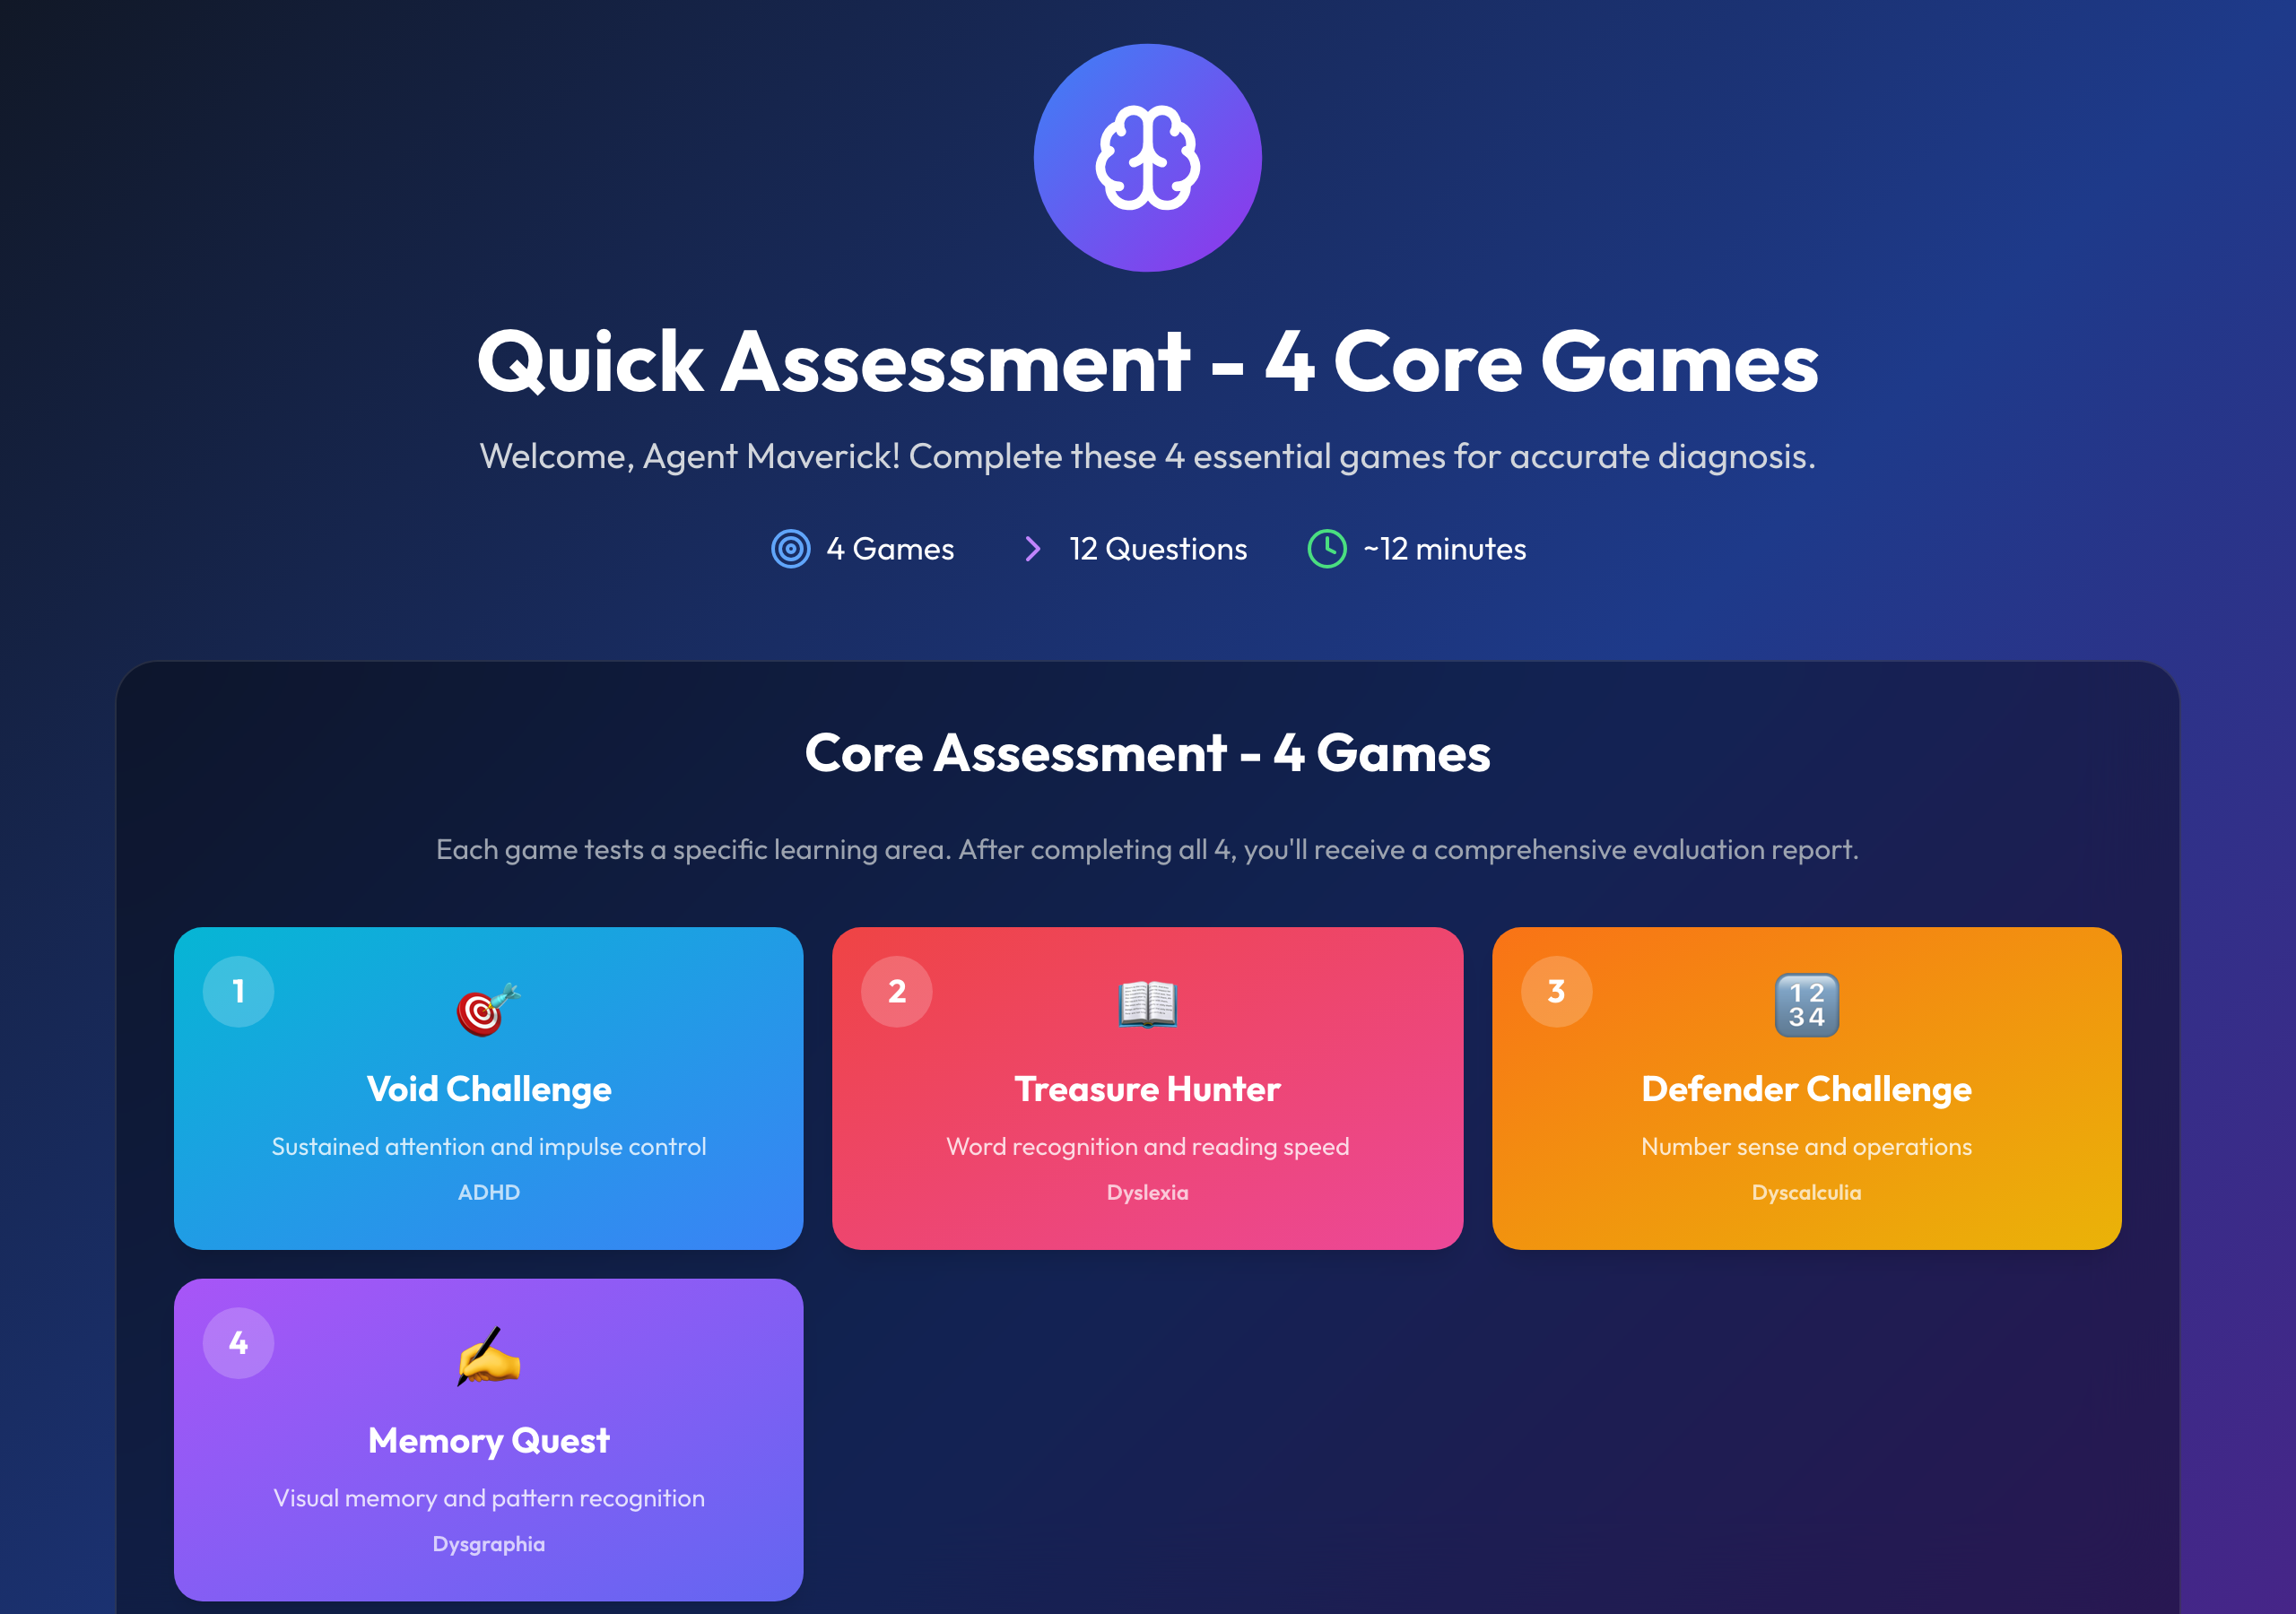 Quick Assessment - 4 Core Games
Welcome, Agent Maverick! Complete these 4 essential games for accurate diagnosis.
4 Games
12 Questions
~12 minutes
Core Assessment - 4 Games
Each game tests a specific learning area. After completing all 4, you'll receive a comprehensive evaluation report.
1
Void Challenge
Sustained attention and impulse control
ADHD
2
Treasure Hunter
Word recognition and reading speed
Dyslexia
3
12
34
Defender Challenge
Number sense and operations
Dyscalculia
4
Memory Quest
Visual memory and pattern recognition
Dysgraphia